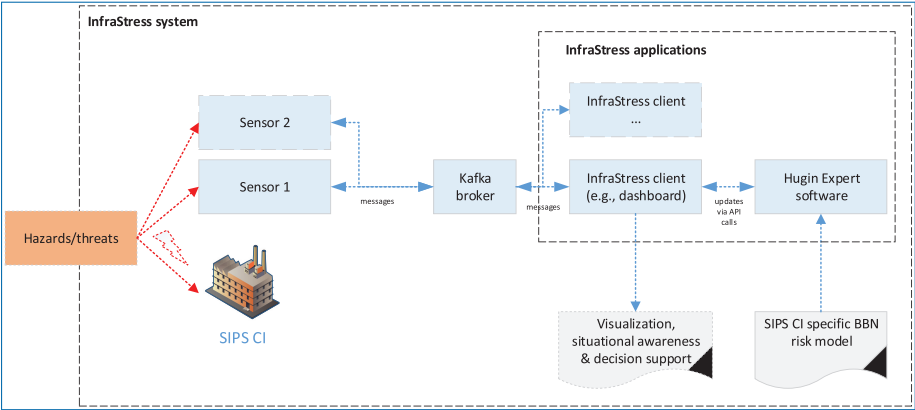 InfraStress system
InfraStress applications
InfraStress client
...
Sensor 2
Sensor 1
messages
Kafka
broker
messages
InfraStress client
(e.g., dashboard)
updates
via API
calls
Hugin Expert
software
Hazards/threats
SIPS CI
Visualization,
situational awareness
& decision support
SIPS CI specific BBN
risk model